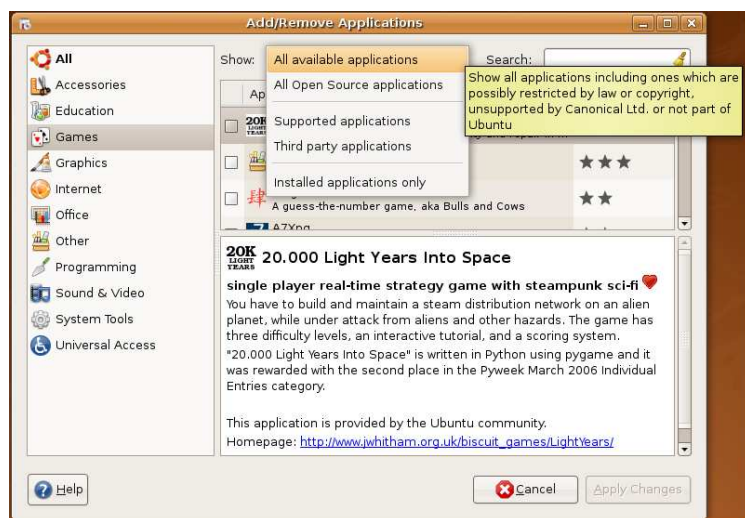 Add/Remove Applications
All
Accessories
Education
Games
Graphics
Internet
Office
Other
Programming
Sound & Video
System Tools
Universal Access
Show:
All available applications
All Open Source applications
Supported applications
Third party applications
Installed applications only
Search:
Show all applications including ones which are
possibly restricted by law or copyright,
unsupported by Canonical Ltd. or not part of
Ubuntu
Ap
20K
LIGHT
YEARS
A guess-the-number game, aka Bulls and Cows
A7Xpg
20K
LIGHT
YEARS
20.000 Light Years Into Space
single player real-time strategy game with steampunk sci-fi
You have to build and maintain a steam distribution network on an alien
planet, while under attack from aliens and other hazards. The game has
three difficulty levels, an interactive tutorial, and a scoring system.
"20.000 Light Years Into Space" is written in Python using pygame and it
was rewarded with the second place in the Pyweek March 2006 Individual
Entries category.
This application is provided by the Ubuntu community.
Homepage: http://www.jwhitham.org.uk/biscuit_games/LightYears/
Help
Cancel
Apply Changes